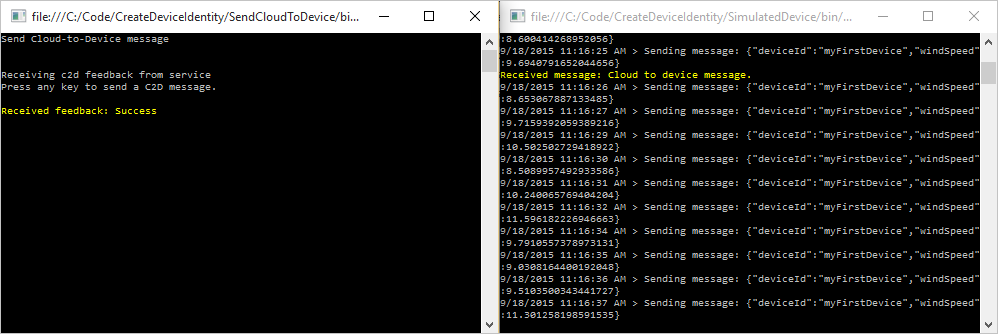 file:///C:/Code/CreateDeviceIdentity/SendCloudToDevice/bi...
Send Cloud-to-Device message
Receiving c2d feedback from service
Press any key to send a C2D message.
Received feedback: Success
file:///C:/Code/CreateDeviceIdentity/SimulatedDevice/bin/...
:8.600414268952056}
9/18/2015 11:16:25 AM > Sending message: {"deviceId":"myFirstDevice","windSpeed"
:9.6940791652044656}
Received message: Cloud to device message.
9/18/2015 11:16:26 AM > Sending message: {"deviceId":"myFirstDevice","windSpeed"
:8.653067887133485}
9/18/2015 11:16:27 AM > Sending message: {"deviceId":"myFirstDevice","windSpeed"
:9.7159392059389216}
9/18/2015 11:16:29 AM > Sending message: {"deviceId":"myFirstDevice","windSpeed"
:10.502502729418922}
9/18/2015 11:16:30 AM > Sending message: {"deviceId":"myFirstDevice","windSpeed"
:8.5089957492933586}
9/18/2015 11:16:31 AM > Sending message: {"deviceId":"myFirstDevice","windSpeed"
:10.240065769404204}
9/18/2015 11:16:32 AM > Sending message: {"deviceId":"myFirstDevice","windSpeed"
:11.596182226946663}
9/18/2015 11:16:34 AM > Sending message: {"deviceId":"myFirstDevice","windSpeed"
:9.7910557378973131}
9/18/2015 11:16:35 AM > Sending message: {"deviceId":"myFirstDevice","windSpeed"
:9.0308164400192048}
9/18/2015 11:16:36 AM > Sending message: {"deviceId":"myFirstDevice","windSpeed"
:9.5103500343441727}
9/18/2015 11:16:37 AM > Sending message: {"deviceId":"myFirstDevice","windSpeed"
:11.301258198591535}